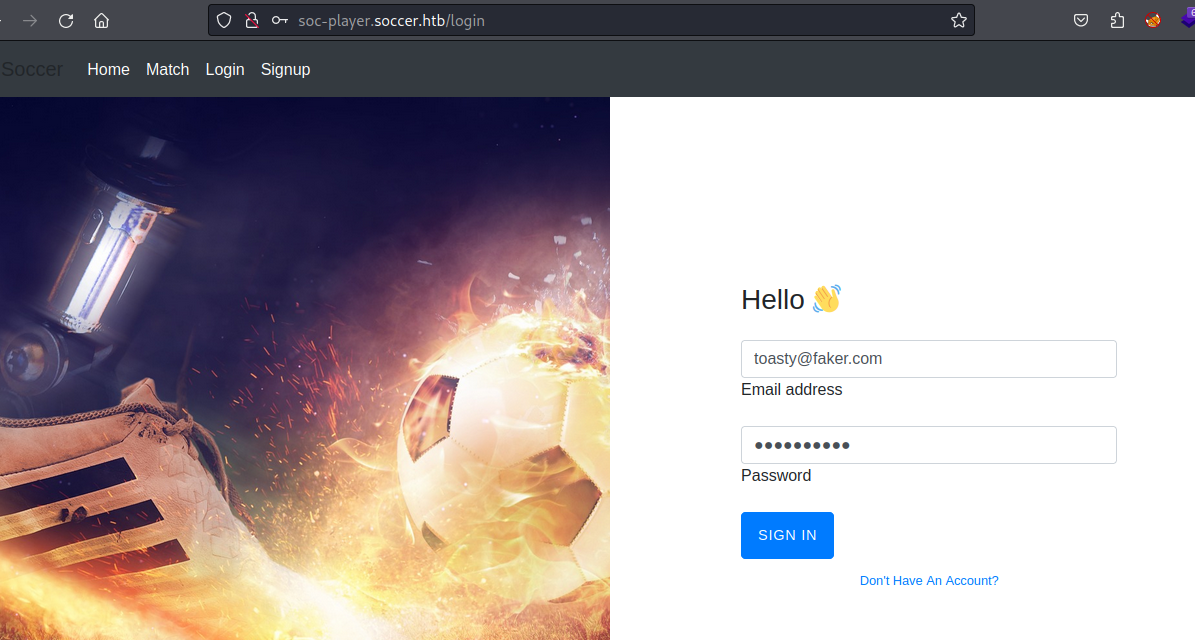 soc-player.soccer.htb/login
Soccer Home Match Login Signup
Hello 👋
toasty@faker.com
Email address
●●●●●●●●●●
Password
SIGN IN
Don't Have An Account?